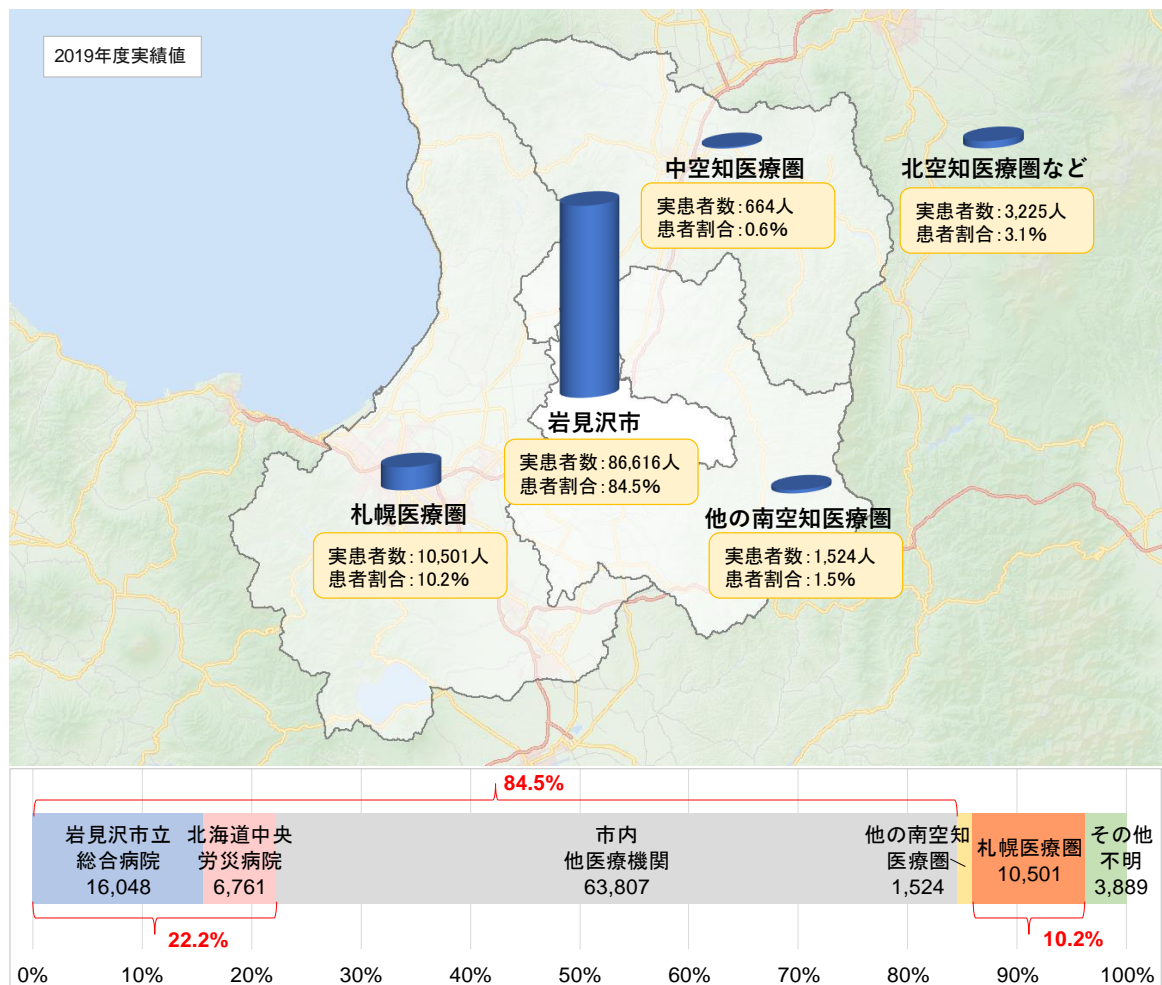 2019年度実績値
中空知医療圏
実患者数:664人
患者割合:0.6%
北空知医療圏など
実患者数:3,225人
患者割合:3.1%
岩見沢市
実患者数:86,616人
患者割合:84.5%
札幌医療圏
実患者数:10,501人
患者割合:10.2%
他の南空知医療圏
実患者数:1,524人
患者割合:1.5%
84.5%
岩見沢市立
総合病院
16,048
北海道中央
労災病院
6,761
市内
他医療機関
63,807
他の南空知
医療圏
1,524
札幌医療圏
10,501
その他
不明
3,889
22.2%
10.2%
0%
10%
20%
30%
40%
50%
60%
70%
80%
90%
100%